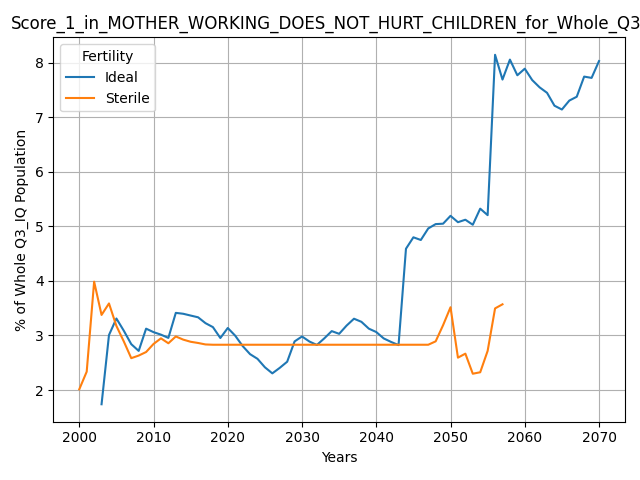 Score_1_in_MOTHER_WORKING_DOES_NOT_HURT_CHILDREN_for_Whole_Q3
Fertility
Ideal
Sterile
% of Whole Q3_IQ Population
8
7
6
5
4
3
2
2000 2010 2020 2030 2040 2050 2060 2070
Years